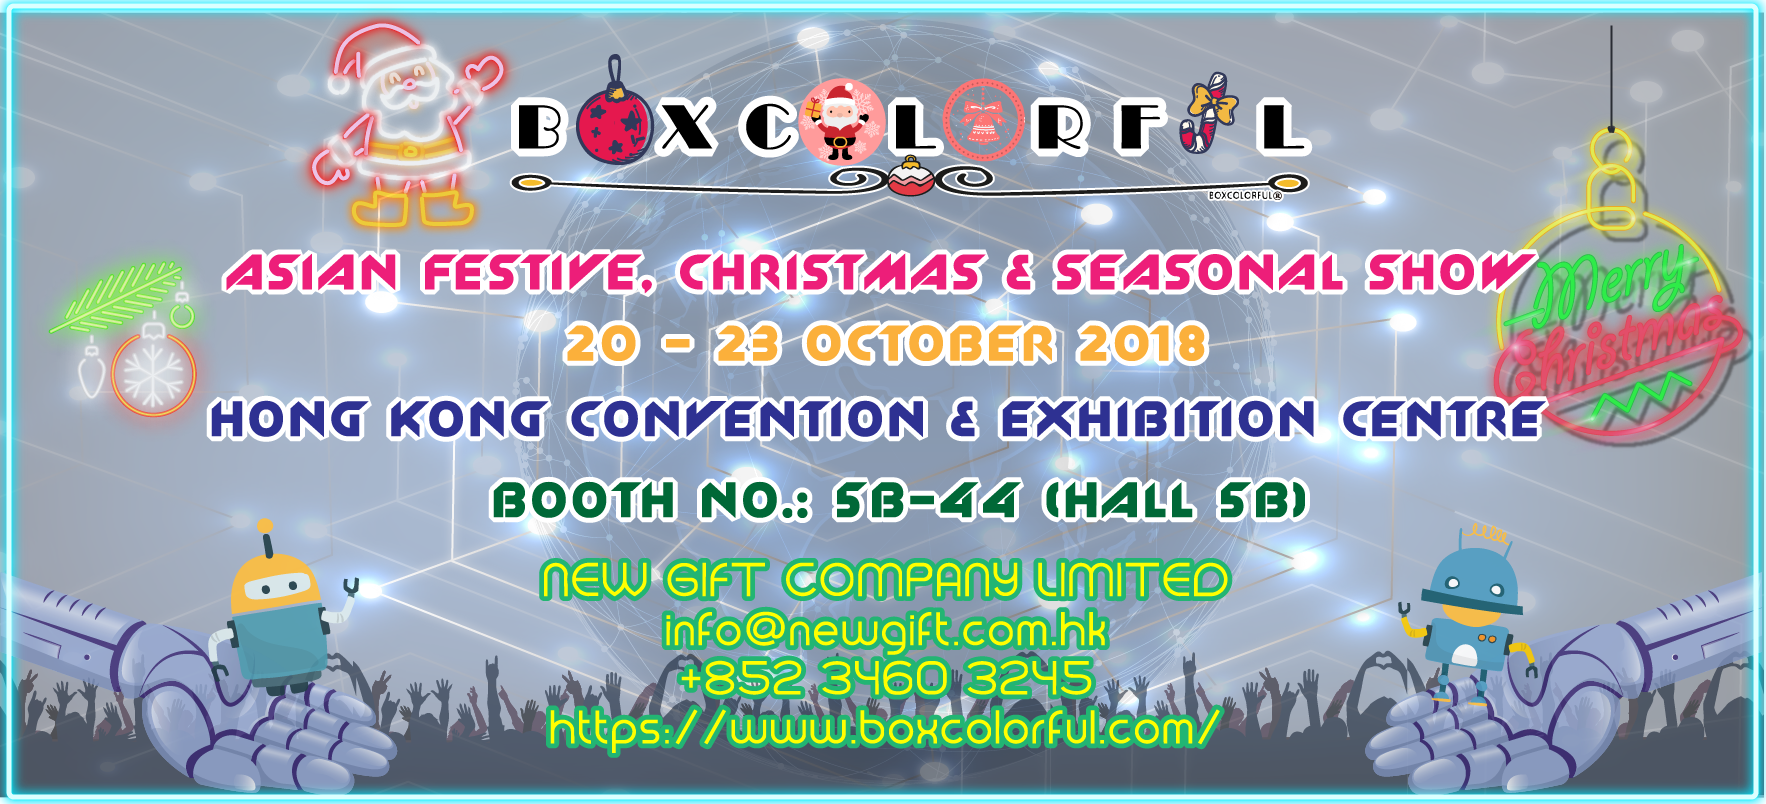 BOXCOLORFUL
BOXCOLORFUL®
ASIAN FESTIVE, CHRISTMAS & SEASONAL SHOW
Merry
Christmas
20 - 23 OCTOBER 2018
HONG KONG CONVENTION & EXHIBITION CENTRE
BOOTH NO.: 5B-44 (HALL 5B)
NEW GIFT COMPANY LIMITED
info@newgift.com.hk
+852 3460 3245
https://www.boxcolorful.com/